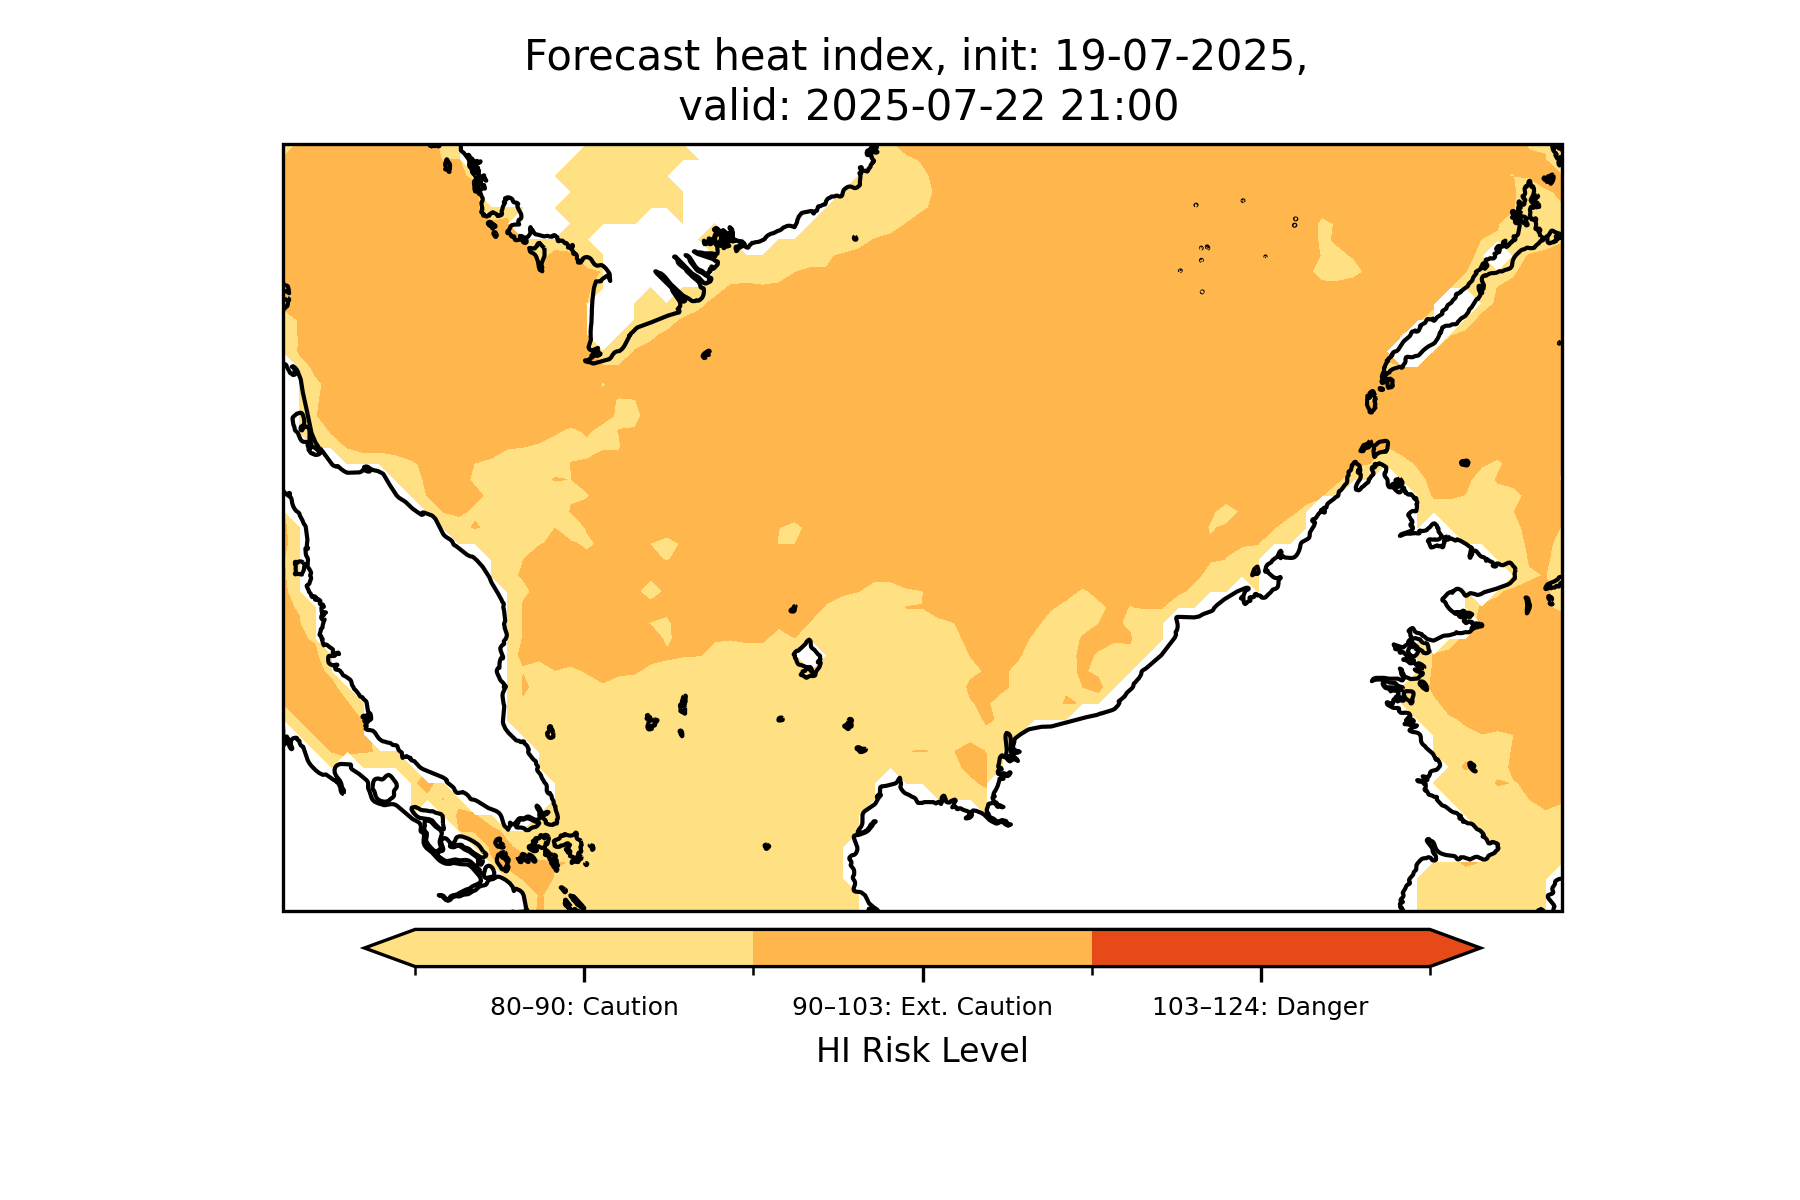 Forecast heat index, init: 19-07-2025,
valid: 2025-07-22 21:00
80–90: Caution
90–103: Ext. Caution
103–124: Danger
HI Risk Level